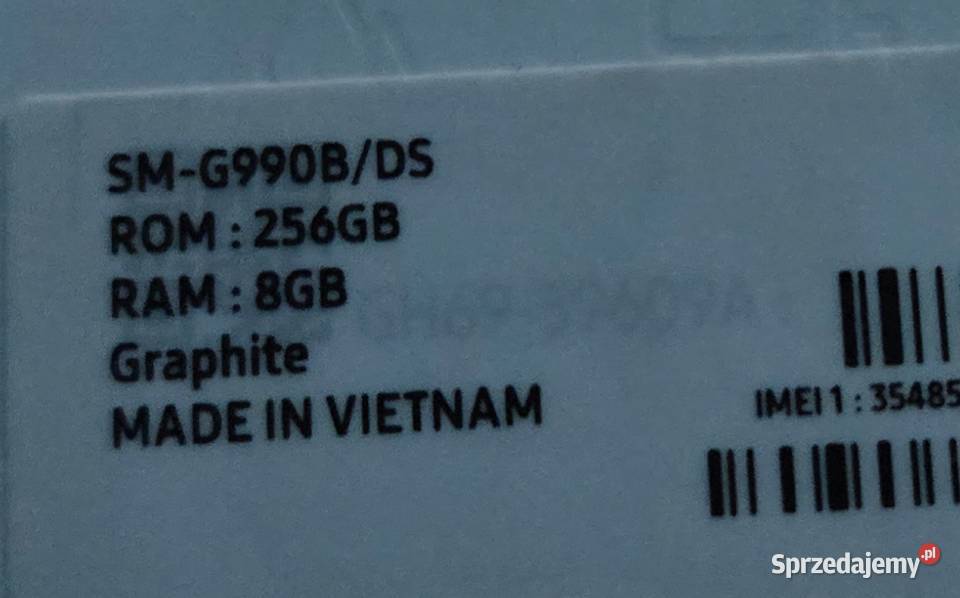 SM-G990B/DS
ROM : 256GB
RAM : 8GB
Graphite
MADE IN VIETNAM
IMEI 1 : 35485
Sprzedajemy.pl